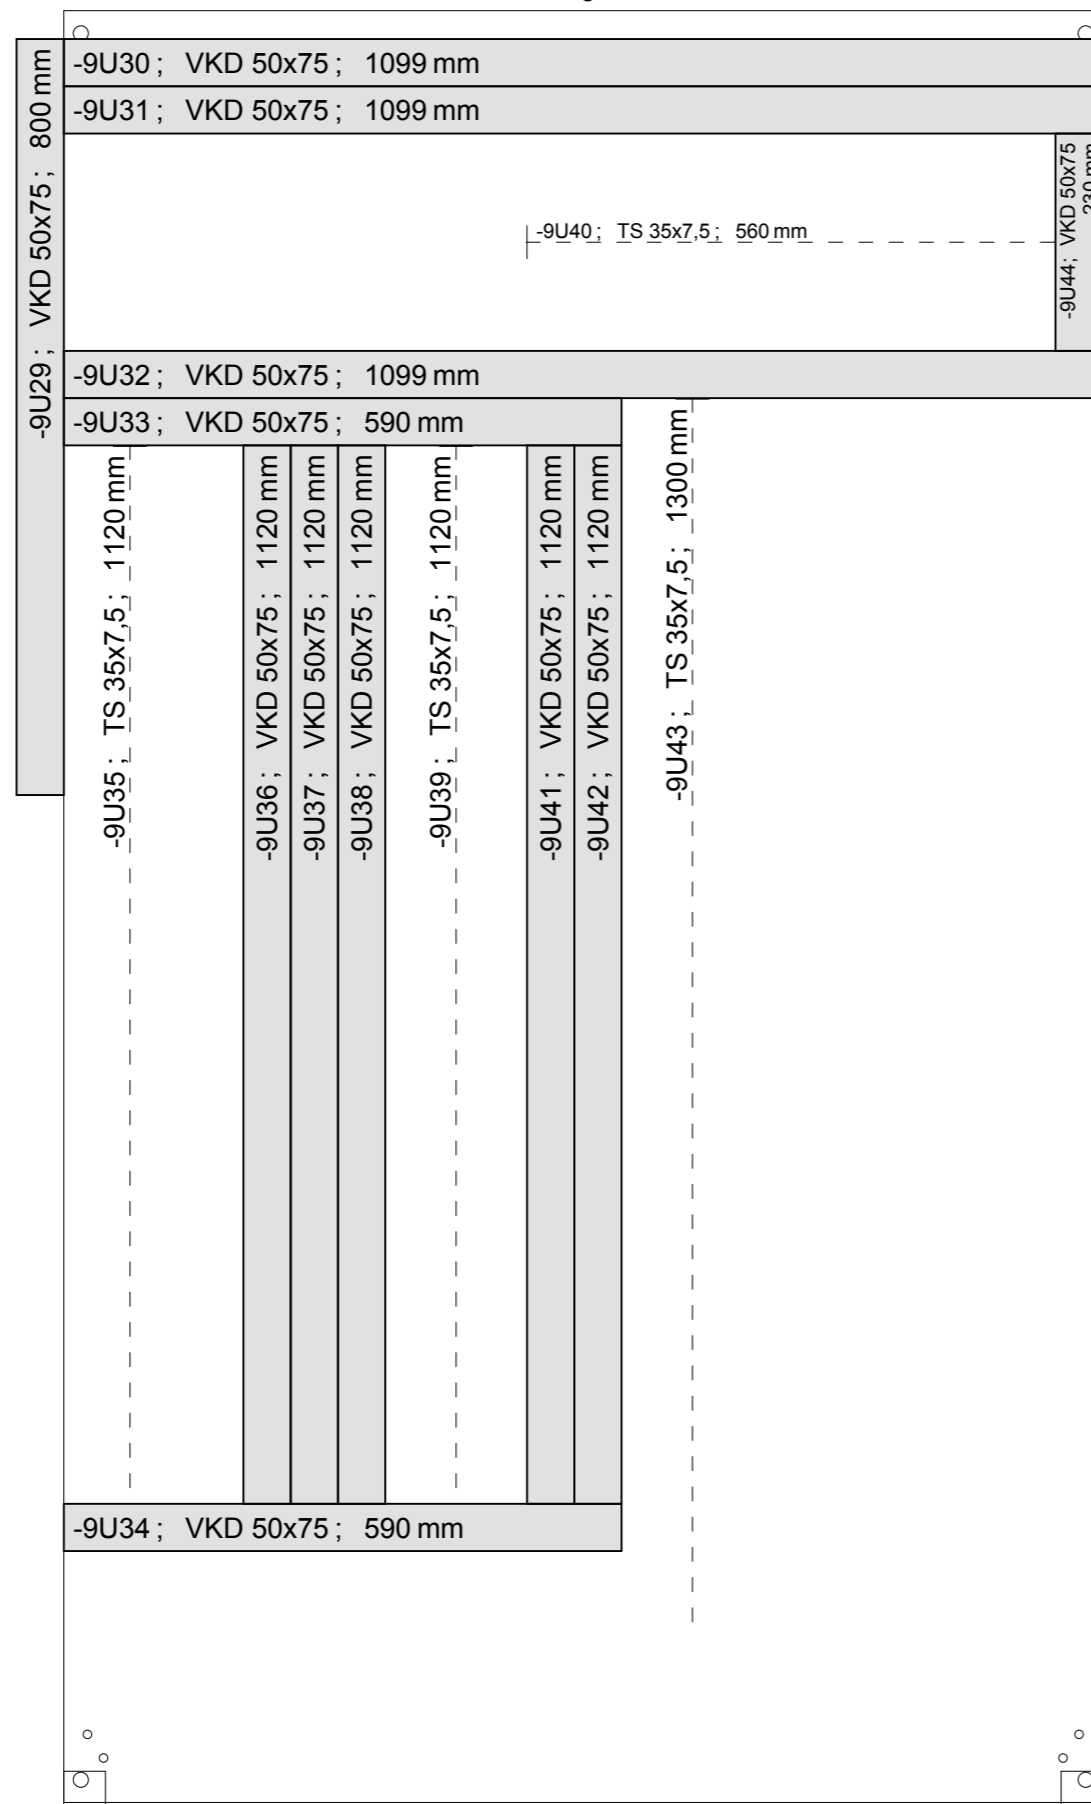 -9U30 ; VKD 50x75 ; 1099 mm
-9U31 ; VKD 50x75 ; 1099 mm
-9U29 ; VKD 50x75 ; 800 mm
-9U44; VKD 50x75
230 mm
-9U40 ; TS 35x7,5 ; 560 mm
-9U32 ; VKD 50x75 ; 1099 mm
-9U33 ; VKD 50x75 ; 590 mm
-9U35 ; TS 35x7,5 ; 1120 mm
-9U36 ; VKD 50x75 ; 1120 mm
-9U37 ; VKD 50x75 ; 1120 mm
-9U38 ; VKD 50x75 ; 1120 mm
-9U39 ; TS 35x7,5 ; 1120 mm
-9U41 ; VKD 50x75 ; 1120 mm
-9U42 ; VKD 50x75 ; 1120 mm
-9U43 ; TS 35x7,5 ; 1300 mm
-9U34 ; VKD 50x75 ; 590 mm